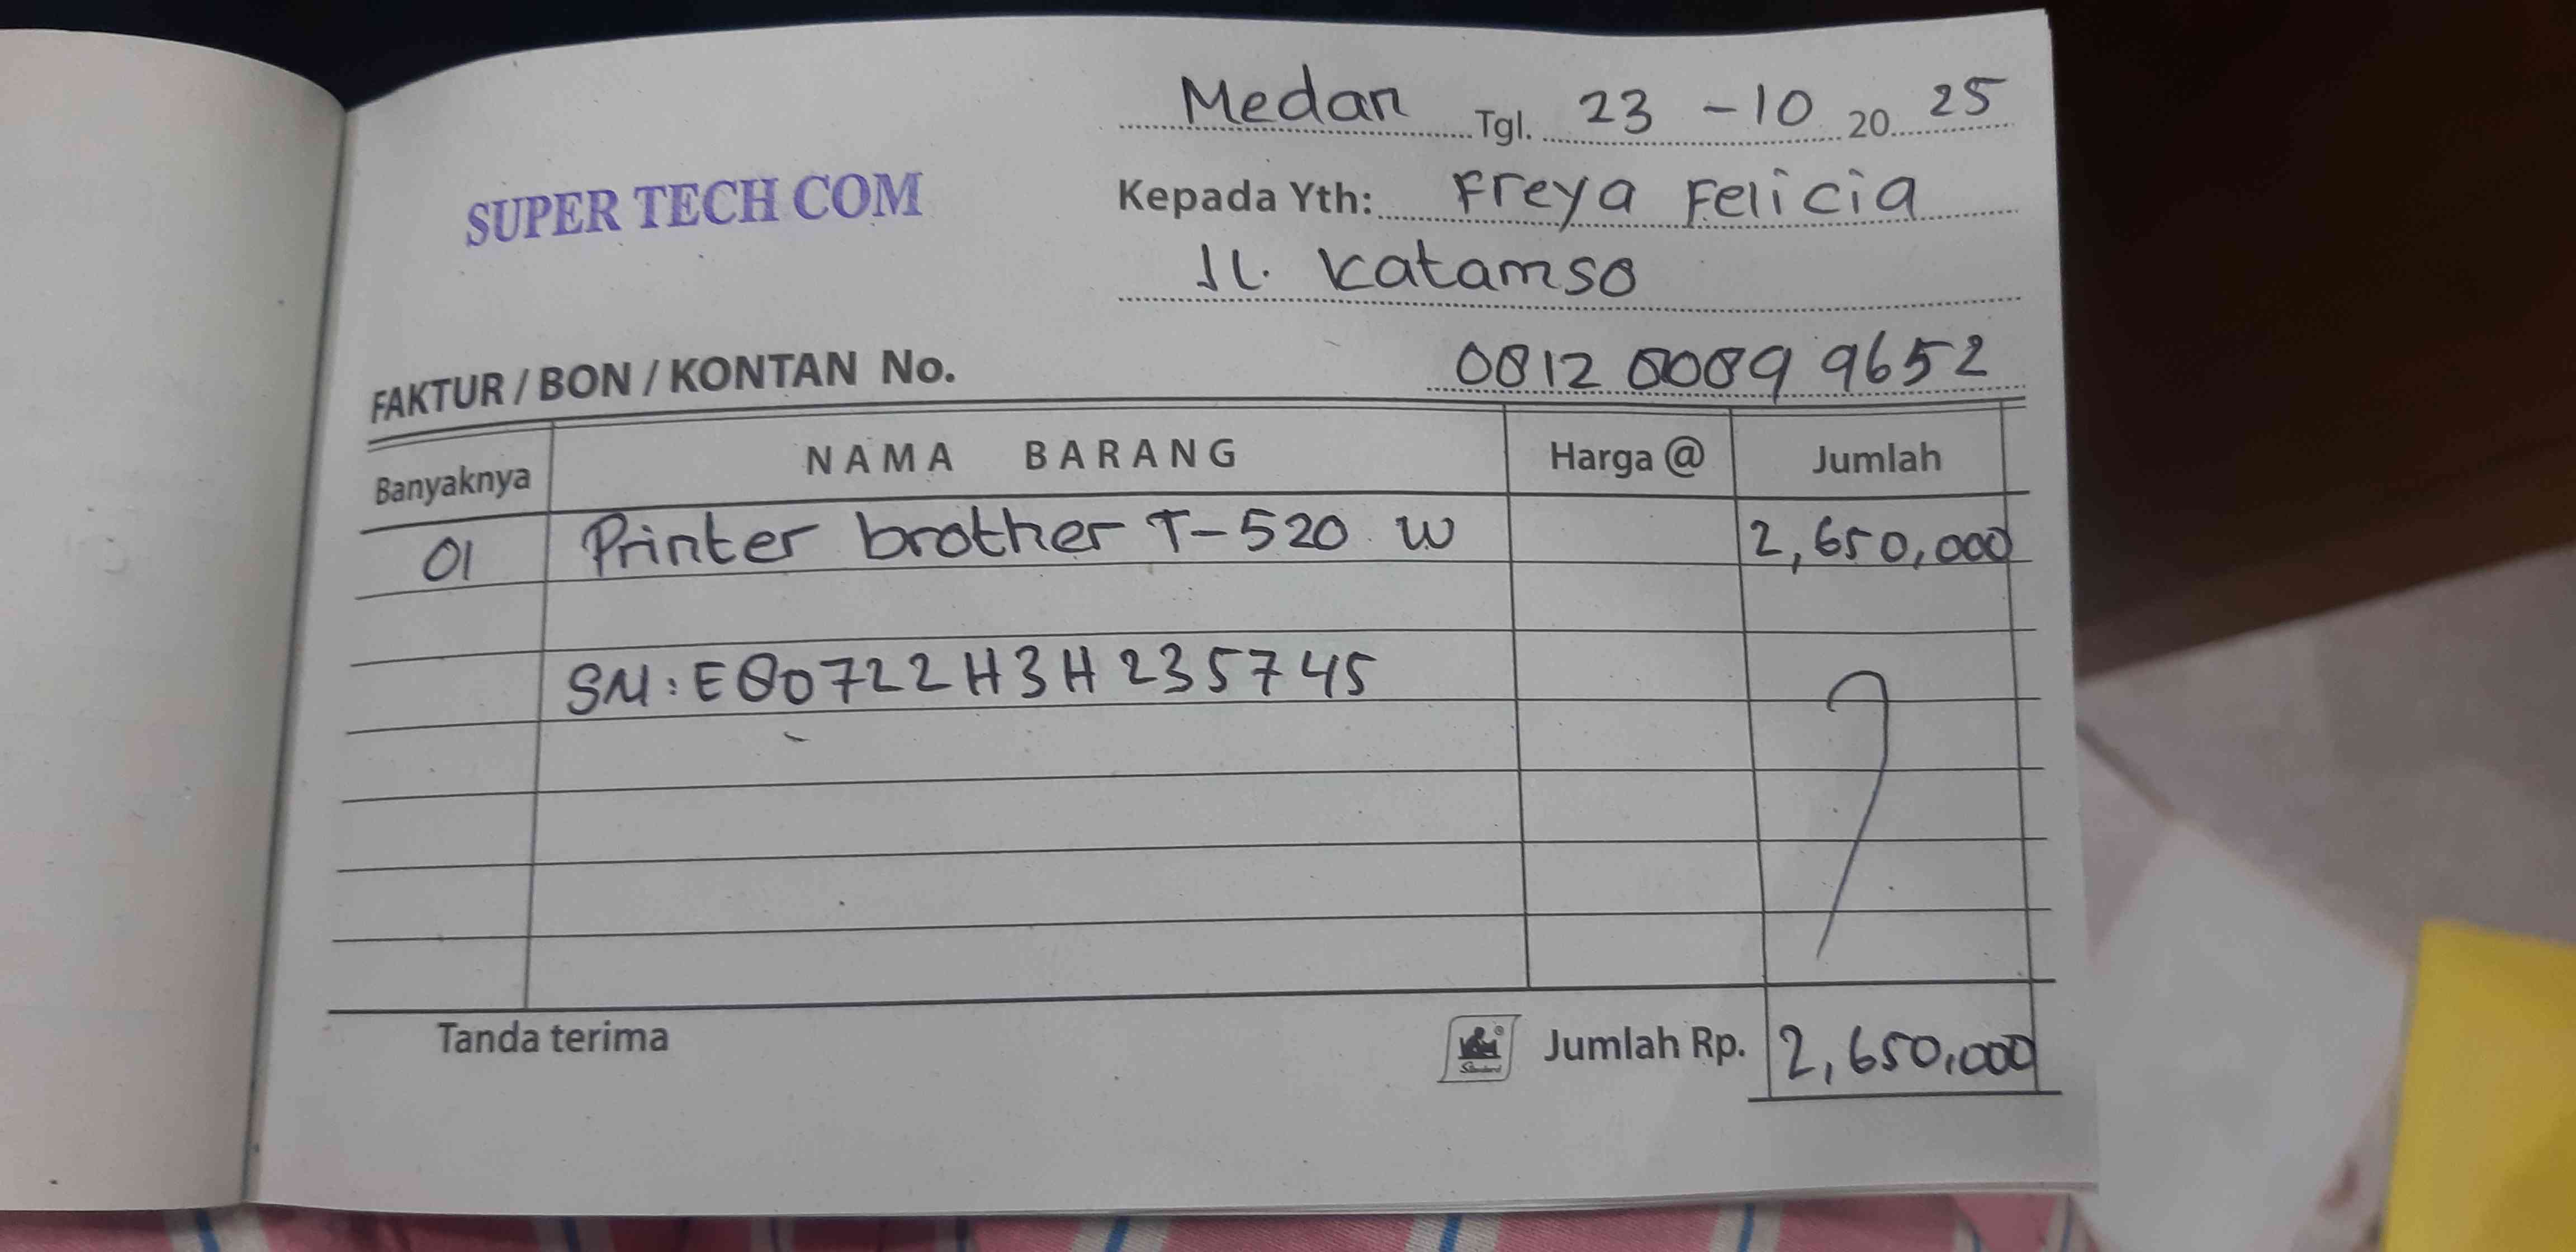 Medan Tgl. 23 - 10 20 25
SUPER TECH COM
Kepada Yth: Freya Felicia
Jl. Katamso
FAKTUR / BON / KONTAN No. 0812 0089 9652
Banyaknya NAMA BARANG Harga @ Jumlah
01 Printer brother T-520 W 2,650,000
SN: E80722H3H235745
Tanda terima Standard Jumlah Rp. 2,650,000